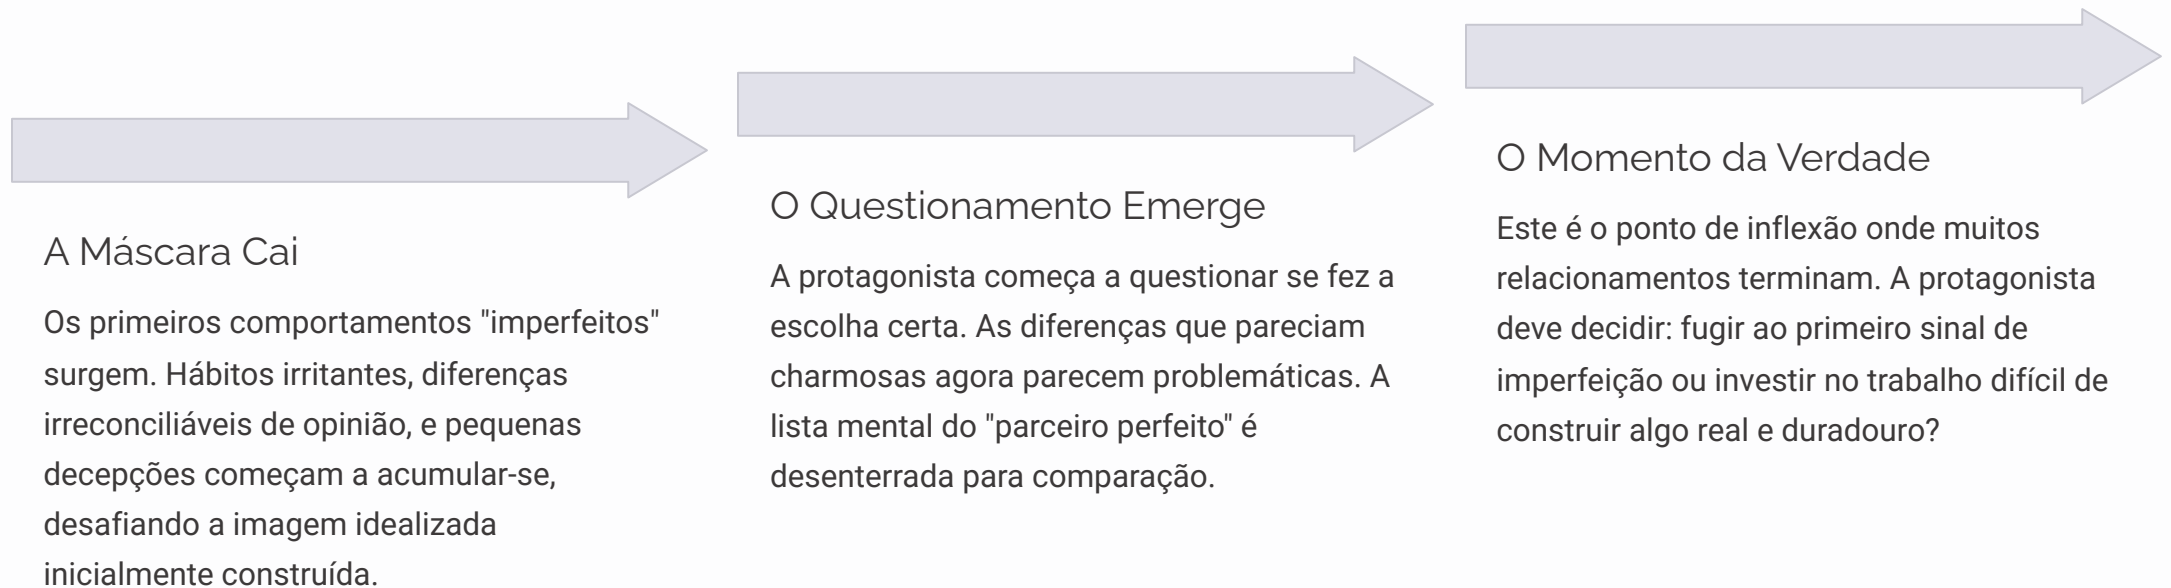 A Máscara Cai
Os primeiros comportamentos "imperfeitos"
surgem. Hábitos irritantes, diferenças
irreconciliáveis de opinião, e pequenas
decepções começam a acumular-se,
desafiando a imagem idealizada
inicialmente construída.
O Questionamento Emerge
A protagonista começa a questionar se fez a
escolha certa. As diferenças que pareciam
charmosas agora parecem problemáticas. A
lista mental do "parceiro perfeito" é
desenterrada para comparação.
O Momento da Verdade
Este é o ponto de inflexão onde muitos
relacionamentos terminam. A protagonista
deve decidir: fugir ao primeiro sinal de
imperfeição ou investir no trabalho difícil de
construir algo real e duradouro?